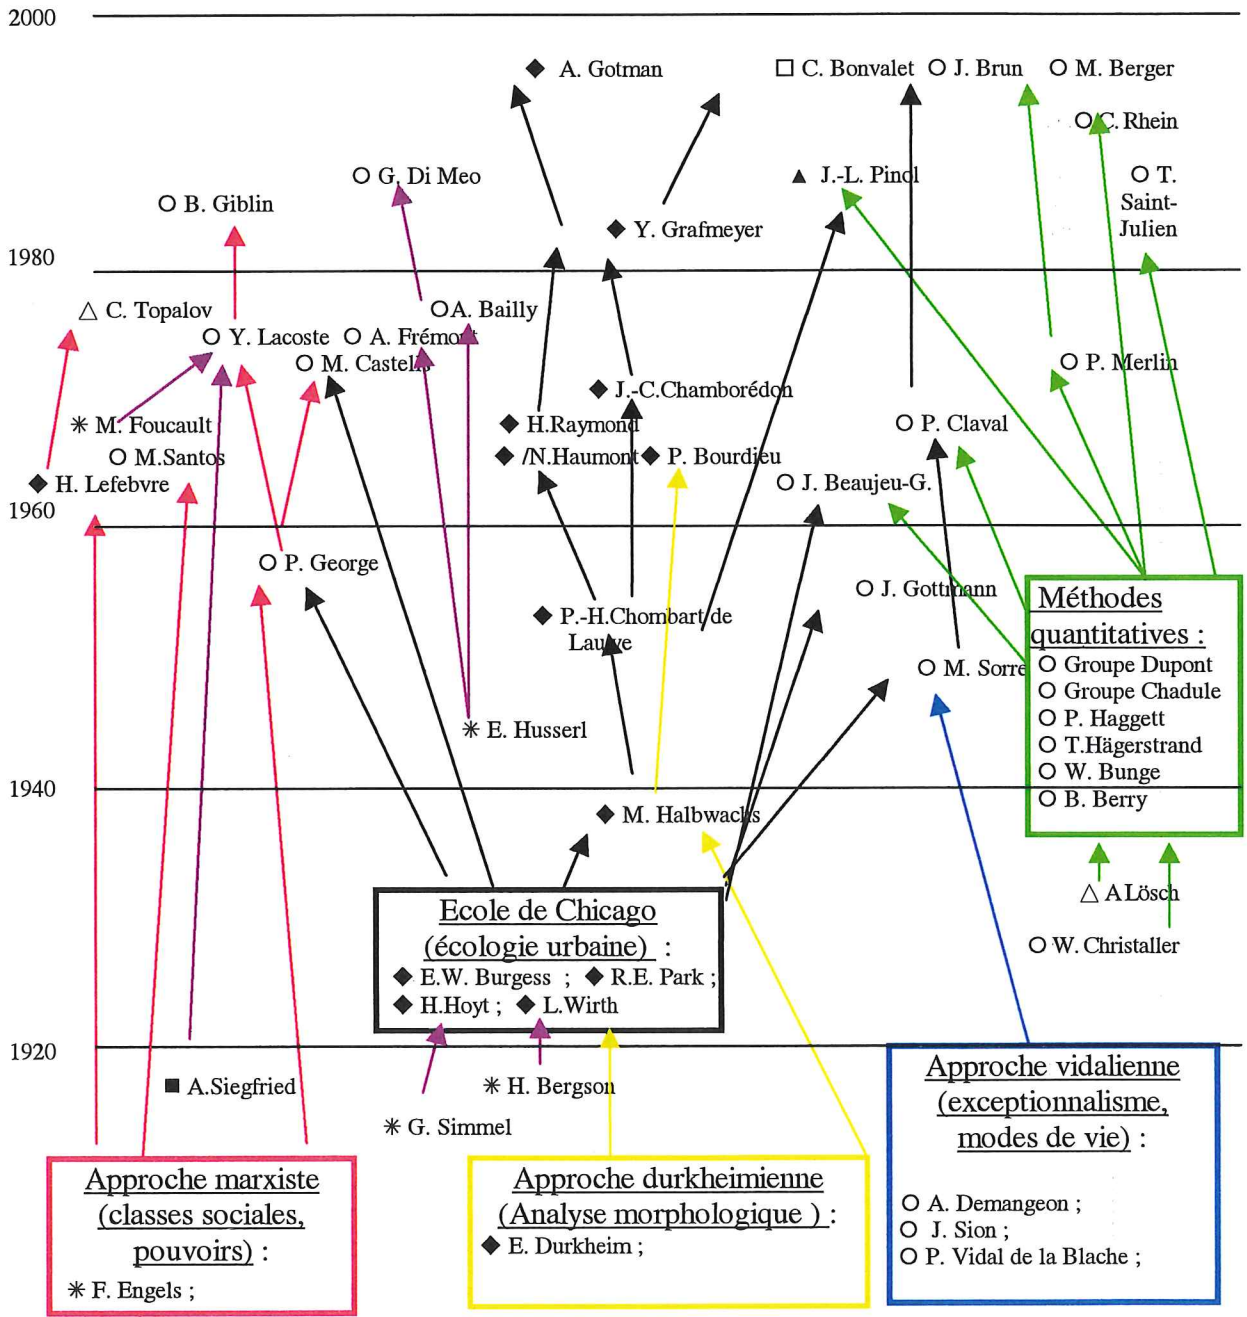 2000
◆ A. Gotman
□ C. Bonvalet
○ J. Brun
○ M. Berger
○ C. Rhein
○ G. Di Meo
▲ J.-L. Pinol
○ T.
Saint-
Julien
○ B. Giblin
◆ Y. Grafmeyer
1980
△ C. Topalov
○ A. Bailly
○ Y. Lacoste
○ A. Frémont
○ M. Castells
○ P. Merlin
◆ J.-C.Chamborédon
✳ M. Foucault
◆ H.Raymond
○ P. Claval
○ M.Santos
◆ /N.Haumont
◆ P. Bourdieu
◆ H. Lefebvre
○ J. Beaujeu-G.
1960
○ P. George
○ J. Gottmann
◆ P.-H.Chombart de
Lauwe
○ M. Sorre
Méthodes
quantitatives :
○ Groupe Dupont
○ Groupe Chadule
○ P. Haggett
○ T.Hägerstrand
○ W. Bunge
○ B. Berry
✳ E. Husserl
1940
◆ M. Halbwachs
△ A Lösch
○ W. Christaller
Ecole de Chicago
(écologie urbaine) :
◆ E.W. Burgess ; ◆ R.E. Park ;
◆ H.Hoyt ; ◆ L.Wirth
1920
■ A.Siegfried
✳ H. Bergson
✳ G. Simmel
Approche marxiste
(classes sociales,
pouvoirs) :
✳ F. Engels ;
Approche durkheimienne
(Analyse morphologique ) :
◆ E. Durkheim ;
Approche vidalienne
(exceptionnalisme,
modes de vie) :
○ A. Demangeon ;
○ J. Sion ;
○ P. Vidal de la Blache ;